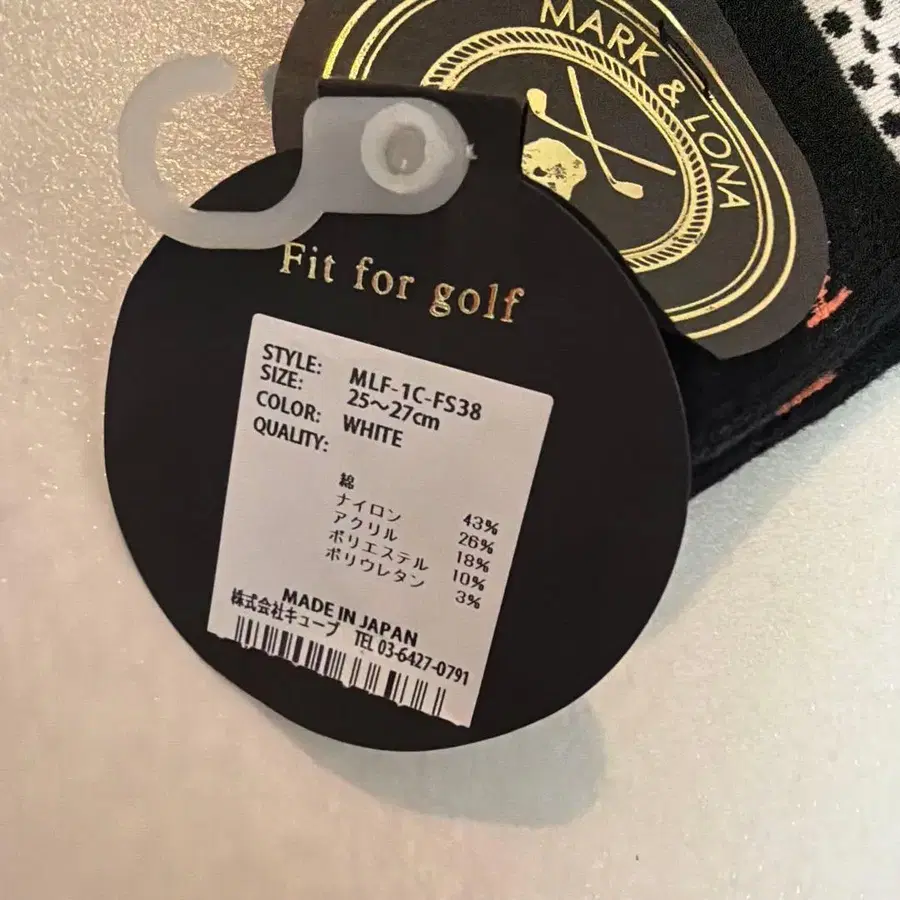 MARK & LONA
Fit for golf
STYLE: MLF-1C-FS38
SIZE: 25〜27cm
COLOR: WHITE
QUALITY:
綿 43%
ナイロン 26%
アクリル 18%
ポリエステル 10%
ポリウレタン 3%
MADE IN JAPAN
株式会社キューブ TEL 03-6427-0791